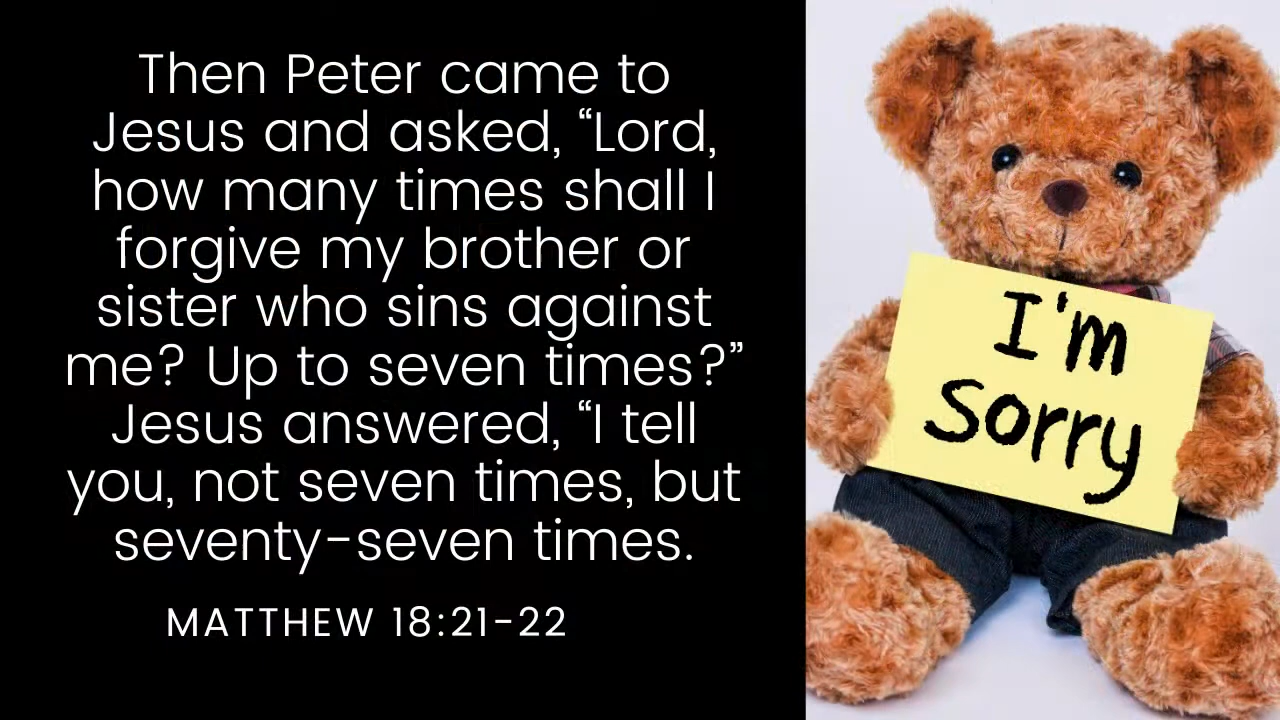 Then Peter came to
Jesus and asked, “Lord,
how many times shall I
forgive my brother or
sister who sins against
me? Up to seven times?”
Jesus answered, “I tell
you, not seven times, but
seventy-seven times.
MATTHEW 18:21-22
I'm
Sorry